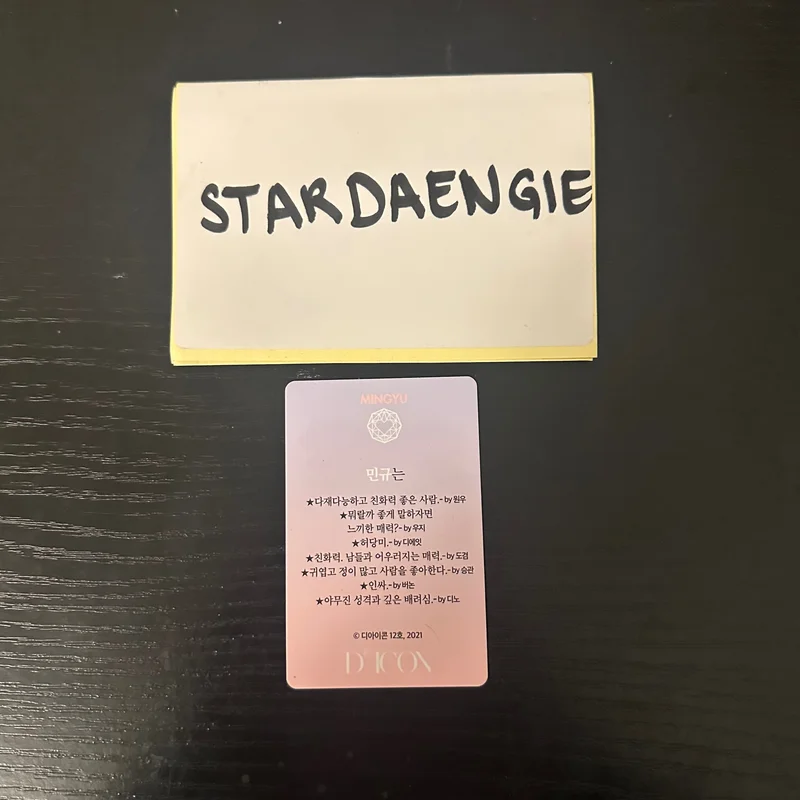 STARDAENGIE
MINGYU
민규는
★다재다능하고 친화력 좋은 사람.- by 원우
★뭐랄까 좋게 말하자면
느끼한 매력?- by 우지
★허당미.- by 디에잇
★친화력. 남들과 어우러지는 매력.- by 도겸
★귀엽고 정이 많고 사람을 좋아한다.- by 승관
★인싸.- by 버논
★야무진 성격과 깊은 배려심.- by 디노
© 디아이콘 12호, 2021
D'ICON